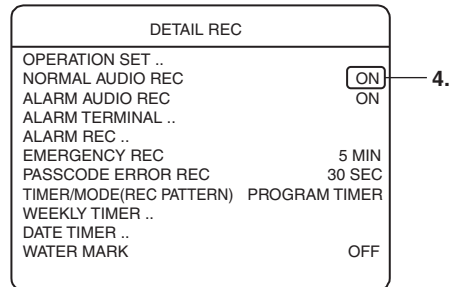 DETAIL REC
OPERATION SET ..
NORMAL AUDIO REC ON 4.
ALARM AUDIO REC ON
ALARM TERMINAL ..
ALARM REC ..
EMERGENCY REC 5 MIN
PASSCODE ERROR REC 30 SEC
TIMER/MODE(REC PATTERN) PROGRAM TIMER
WEEKLY TIMER ..
DATE TIMER ..
WATER MARK OFF